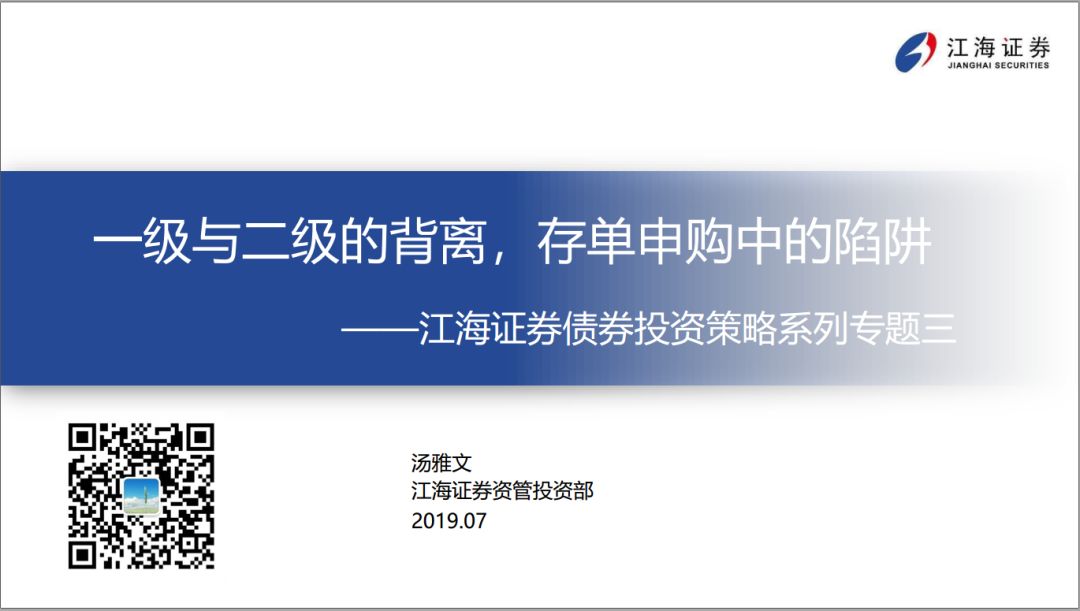 江海证券
JIANGHAI SECURITIES
一级与二级的背离，存单申购中的陷阱
——江海证券债券投资策略系列专题三
汤雅文
江海证券资管投资部
2019.07